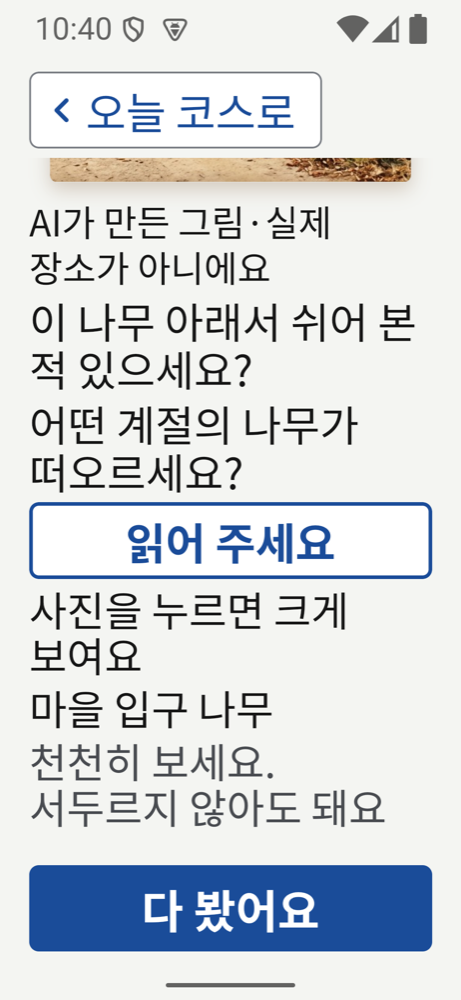 10:40
오늘 코스로
AI가 만든 그림·실제
장소가 아니에요
이 나무 아래서 쉬어 본
적 있으세요?
어떤 계절의 나무가
떠오르세요?
읽어 주세요
사진을 누르면 크게
보여요
마을 입구 나무
천천히 보세요.
서두르지 않아도 돼요
다 봤어요